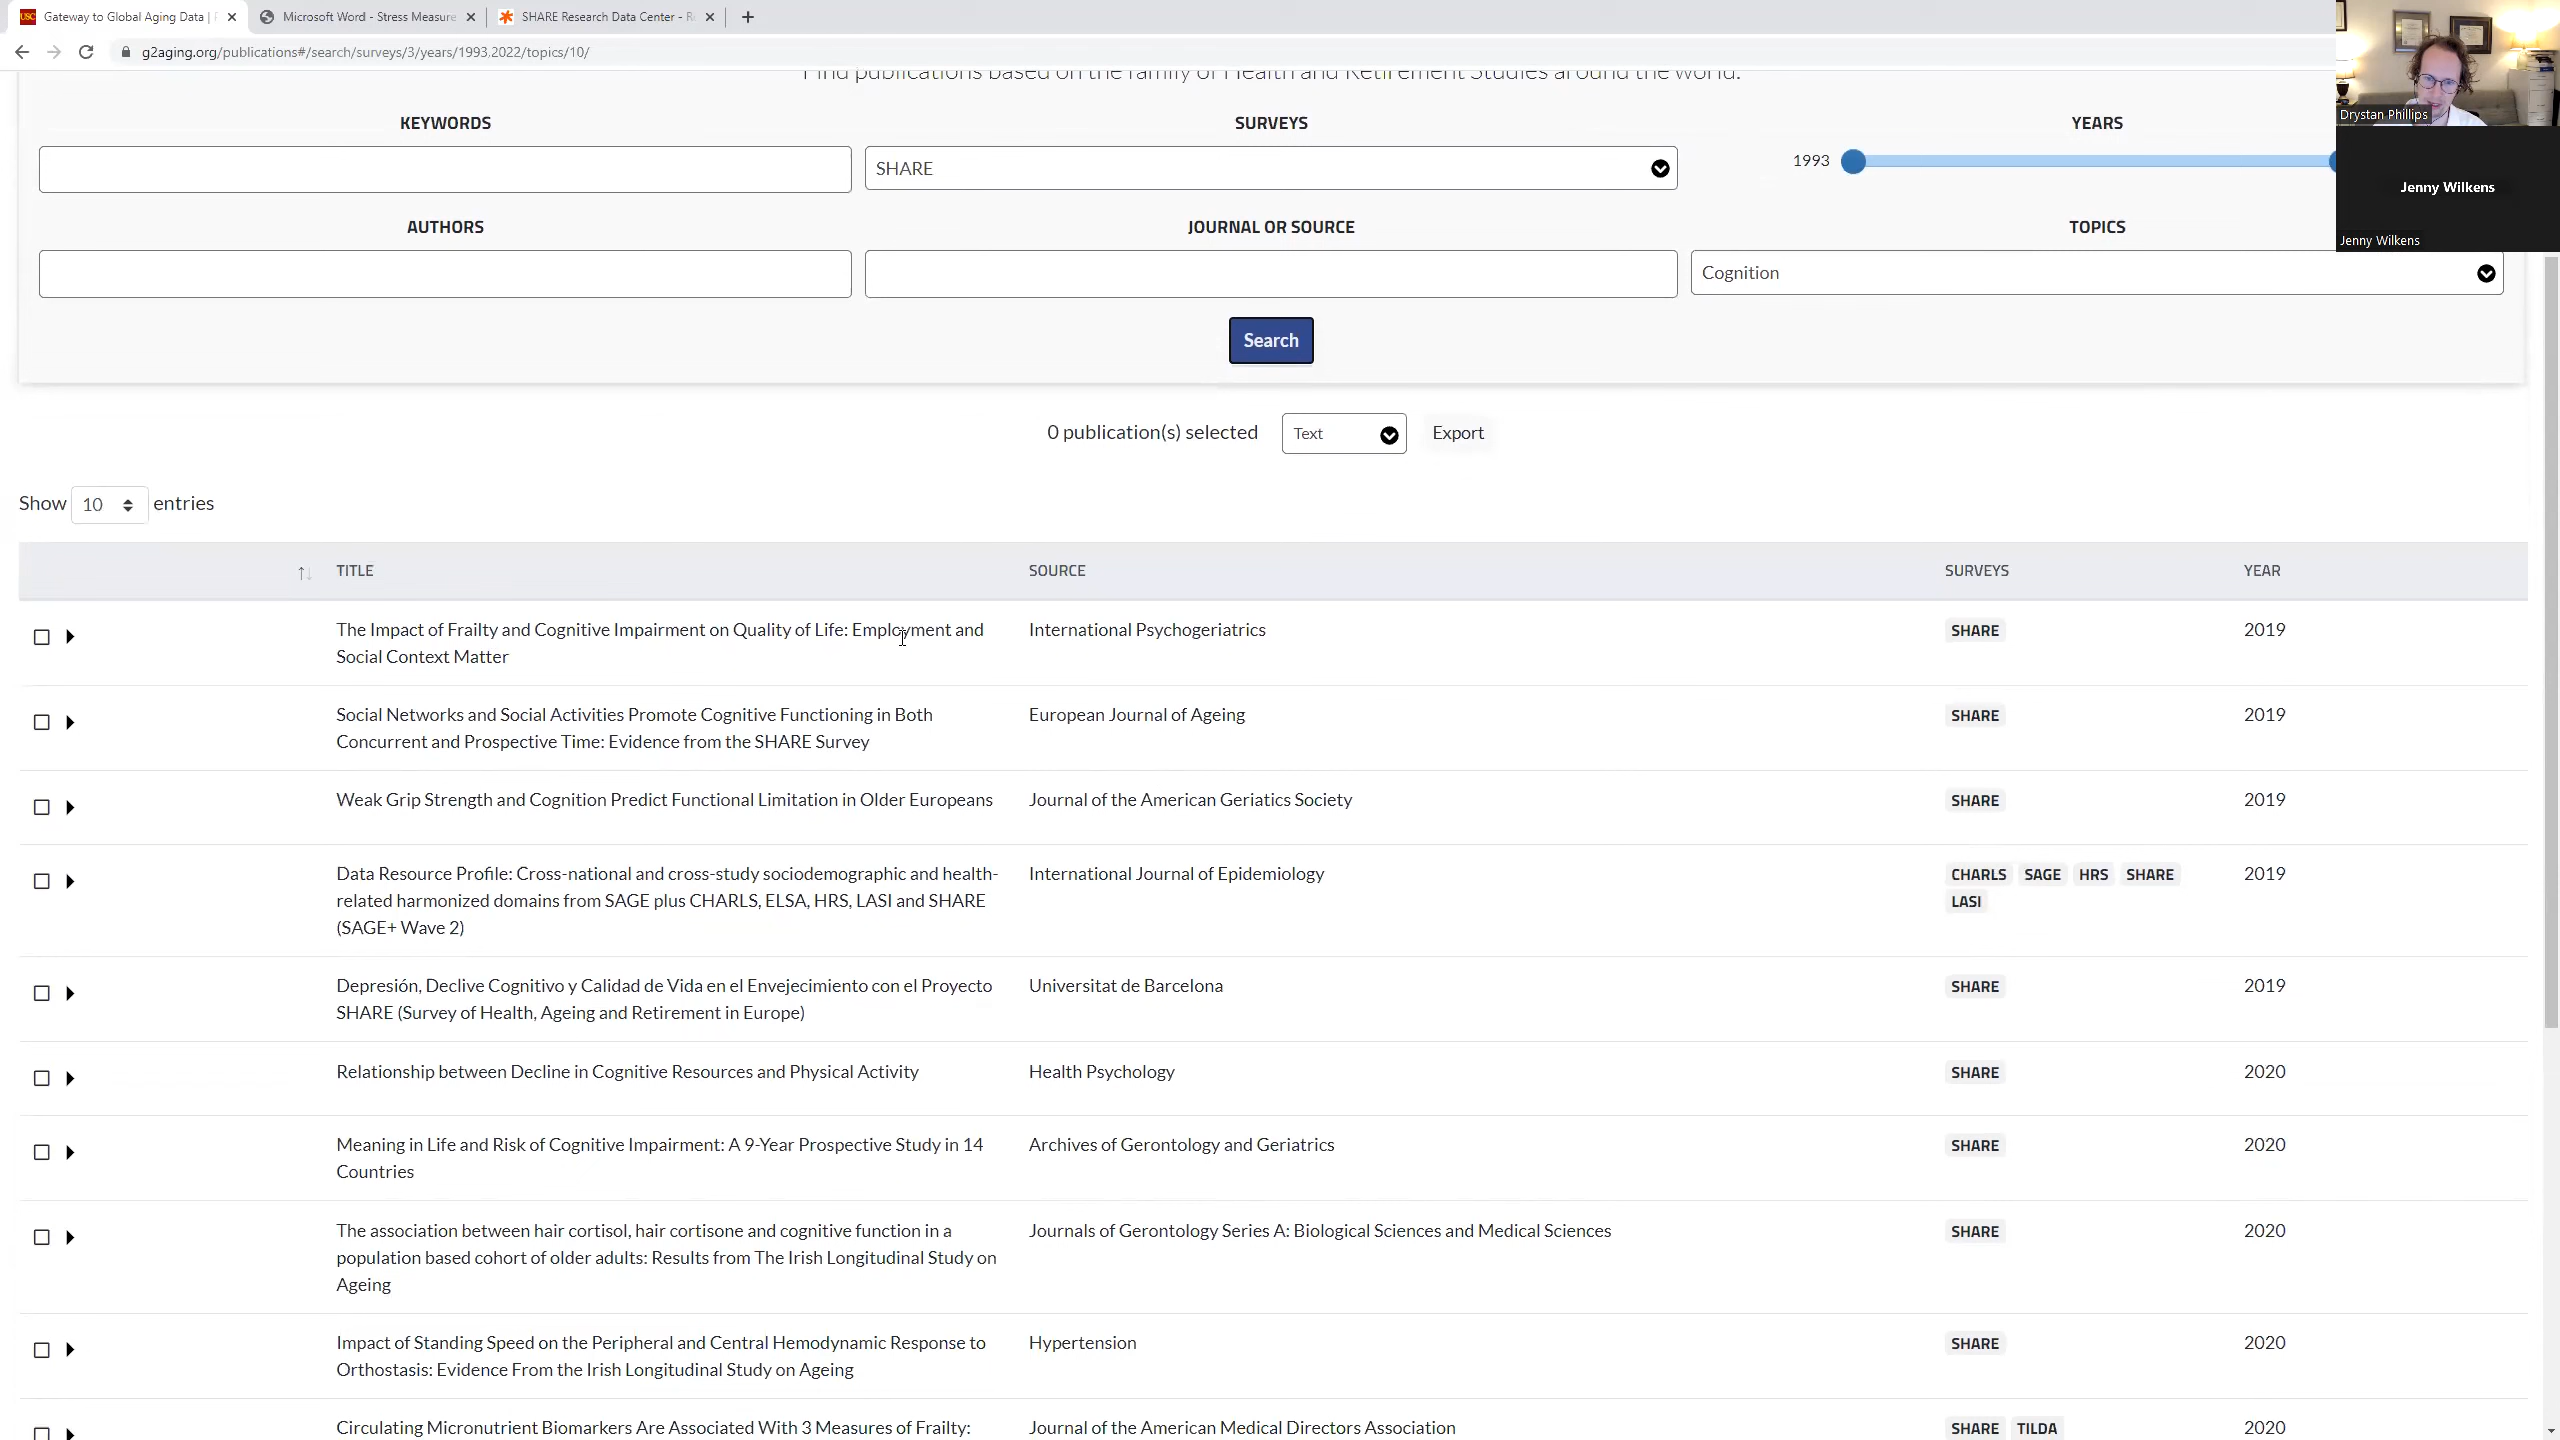 Gateway to Global Aging Data |
Microsoft Word - Stress Measure
SHARE Research Data Center - R
g2aging.org/publications#/search/surveys/3/years/1993.2022/topics/10/
Find publications based on the family of Health and Retirement Studies around the world.
KEYWORDS
SURVEYS
YEARS
SHARE
1993
Drystan Phillips
Jenny Wilkens
Jenny Wilkens
AUTHORS
JOURNAL OR SOURCE
TOPICS
Cognition
Search
0 publication(s) selected
Text
Export
Show 10 entries
TITLE
SOURCE
SURVEYS
YEAR
The Impact of Frailty and Cognitive Impairment on Quality of Life: Employment and
Social Context Matter
International Psychogeriatrics
SHARE
2019
Social Networks and Social Activities Promote Cognitive Functioning in Both
Concurrent and Prospective Time: Evidence from the SHARE Survey
European Journal of Ageing
SHARE
2019
Weak Grip Strength and Cognition Predict Functional Limitation in Older Europeans
Journal of the American Geriatics Society
SHARE
2019
Data Resource Profile: Cross-national and cross-study sociodemographic and health-
related harmonized domains from SAGE plus CHARLS, ELSA, HRS, LASI and SHARE
(SAGE+ Wave 2)
International Journal of Epidemiology
CHARLS SAGE HRS SHARE
LASI
2019
Depresión, Declive Cognitivo y Calidad de Vida en el Envejecimiento con el Proyecto
SHARE (Survey of Health, Ageing and Retirement in Europe)
Universitat de Barcelona
SHARE
2019
Relationship between Decline in Cognitive Resources and Physical Activity
Health Psychology
SHARE
2020
Meaning in Life and Risk of Cognitive Impairment: A 9-Year Prospective Study in 14
Countries
Archives of Gerontology and Geriatrics
SHARE
2020
The association between hair cortisol, hair cortisone and cognitive function in a
population based cohort of older adults: Results from The Irish Longitudinal Study on
Ageing
Journals of Gerontology Series A: Biological Sciences and Medical Sciences
SHARE
2020
Impact of Standing Speed on the Peripheral and Central Hemodynamic Response to
Orthostasis: Evidence From the Irish Longitudinal Study on Ageing
Hypertension
SHARE
2020
Circulating Micronutrient Biomarkers Are Associated With 3 Measures of Frailty:
Journal of the American Medical Directors Association
SHARE TILDA
2020